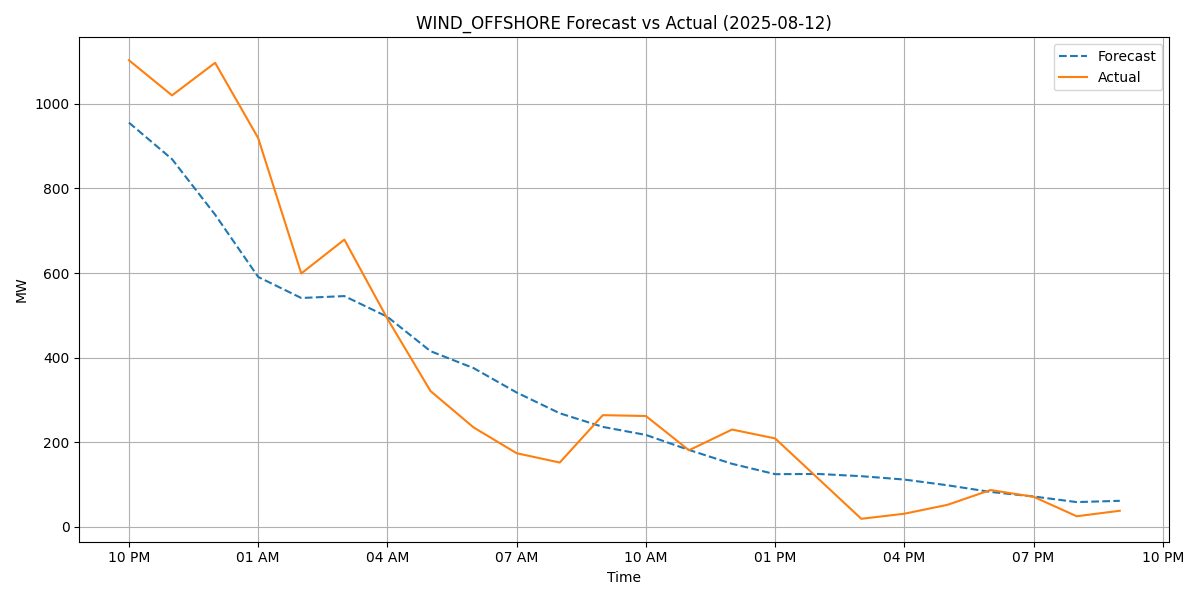 WIND_OFFSHORE Forecast vs Actual (2025-08-12)
Forecast
Actual
MW
1000
800
600
400
200
0
10 PM 01 AM 04 AM 07 AM 10 AM 01 PM 04 PM 07 PM 10 PM
Time